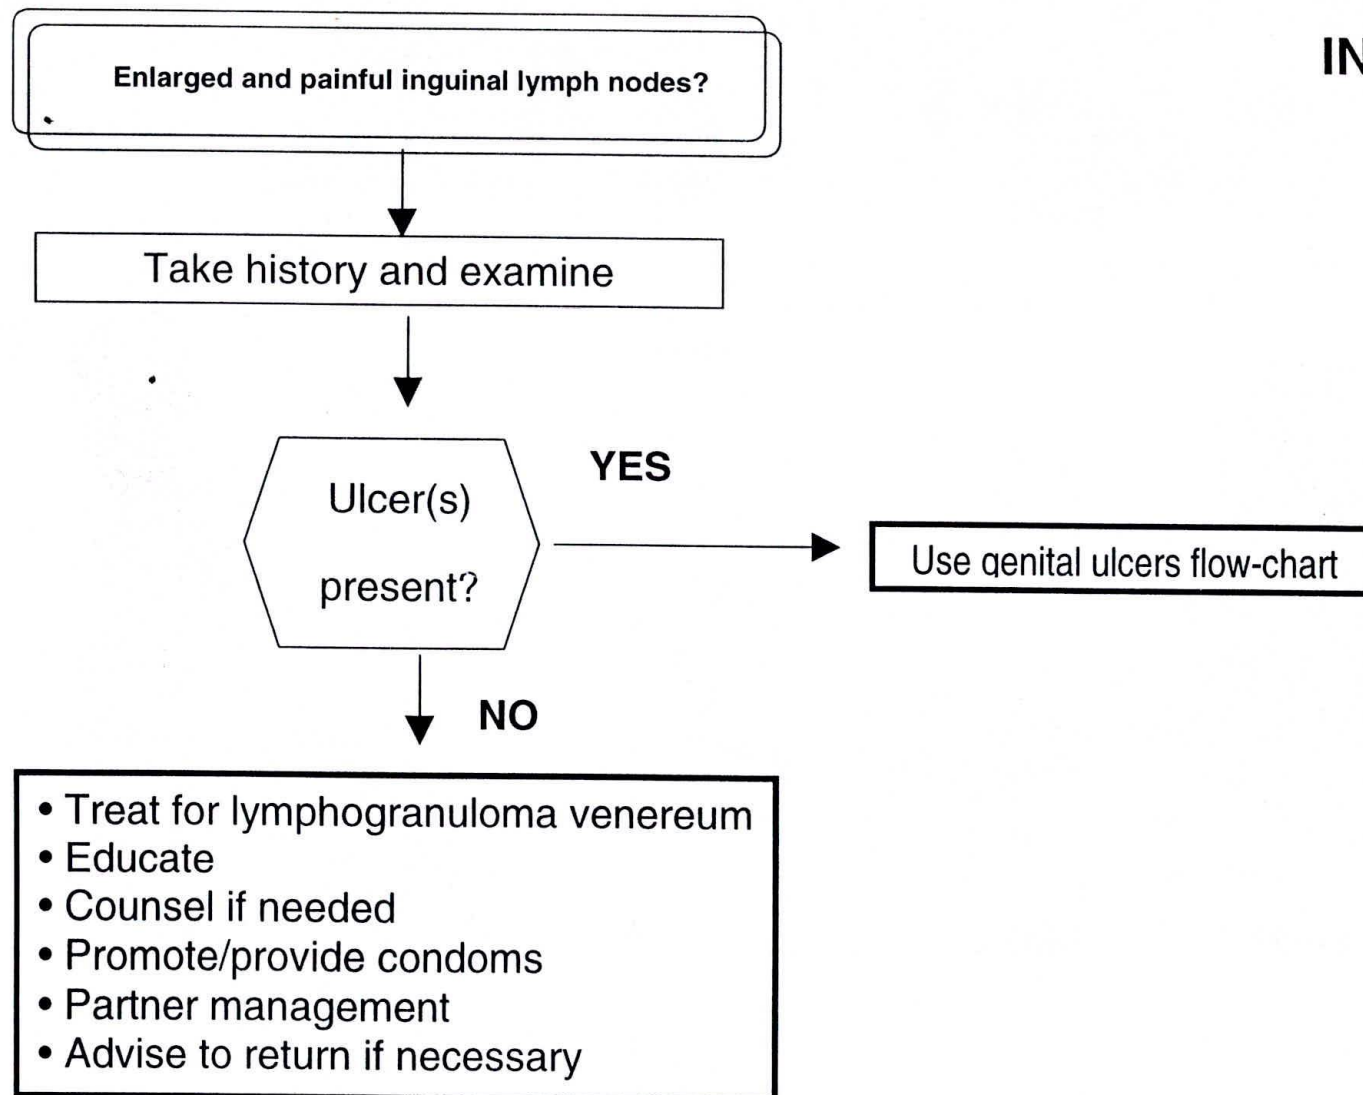 IN
Enlarged and painful inguinal lymph nodes?
Take history and examine
Ulcer(s)
present?
YES
Use genital ulcers flow-chart
NO
• Treat for lymphogranuloma venereum
• Educate
• Counsel if needed
• Promote/provide condoms
• Partner management
• Advise to return if necessary